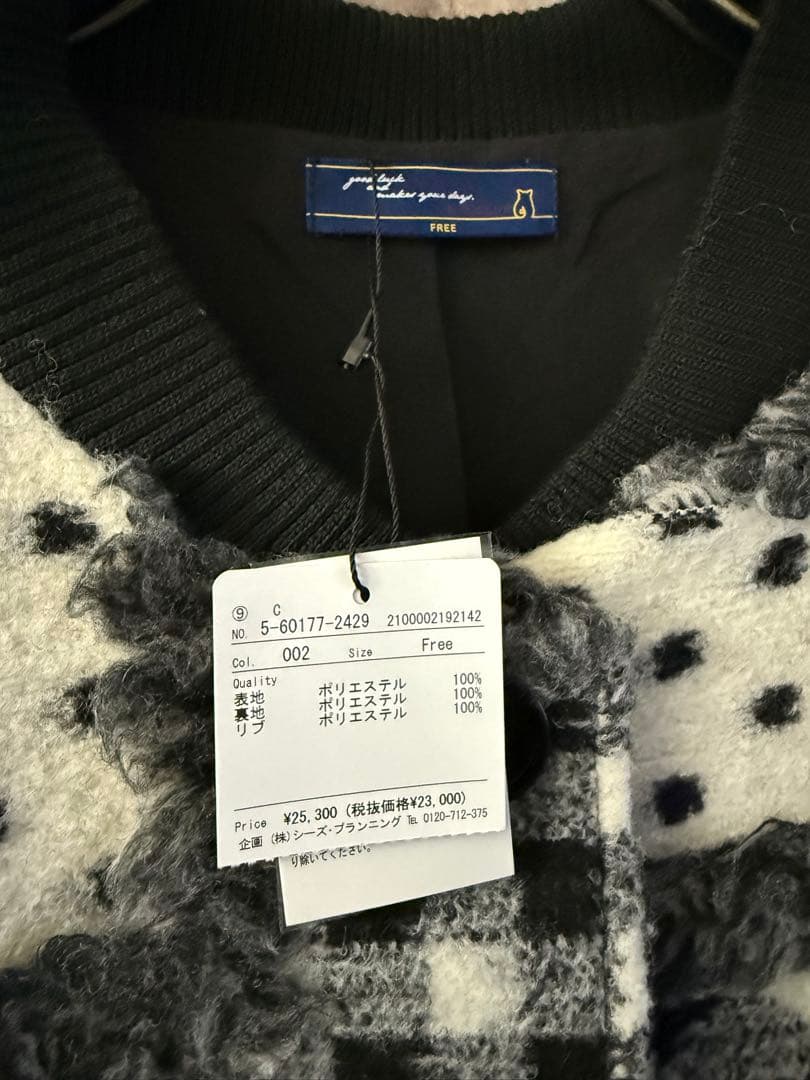 good luck
and
makes your days.
FREE
⑨ C
NO. 5-60177-2429 2100002192142
Col. 002 Size Free
Quality
表地 ポリエステル 100%
裏地 ポリエステル 100%
リブ ポリエステル 100%
Price ¥25,300 (税抜価格¥23,000)
企画 (株)シーズ・プランニング ℡ 0120-712-375
り除いてください。